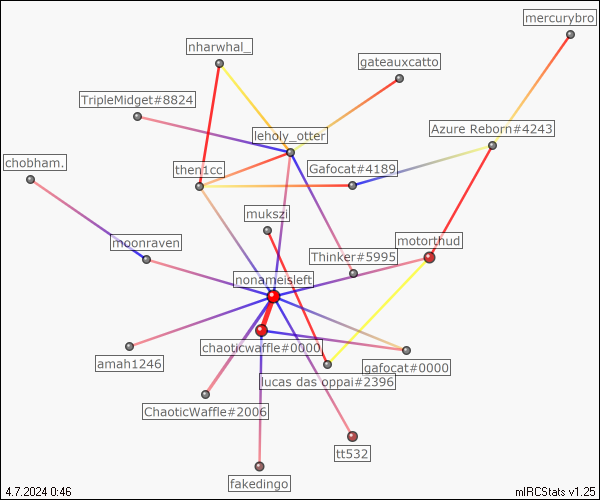 mercurybro
nharwhal_
gateauxcatto
TripleMidget#8824
Azure Reborn#4243
leholy_otter
chobham.
then1cc
Gafocat#4189
mukszi
moonraven
motorthud
Thinker#5995
nonameisleft
chaoticwaffle#0000
amah1246
gafocat#0000
lucas das oppai#2396
ChaoticWaffle#2006
tt532
fakedingo
4.7.2024 0:46
mIRCStats v1.25